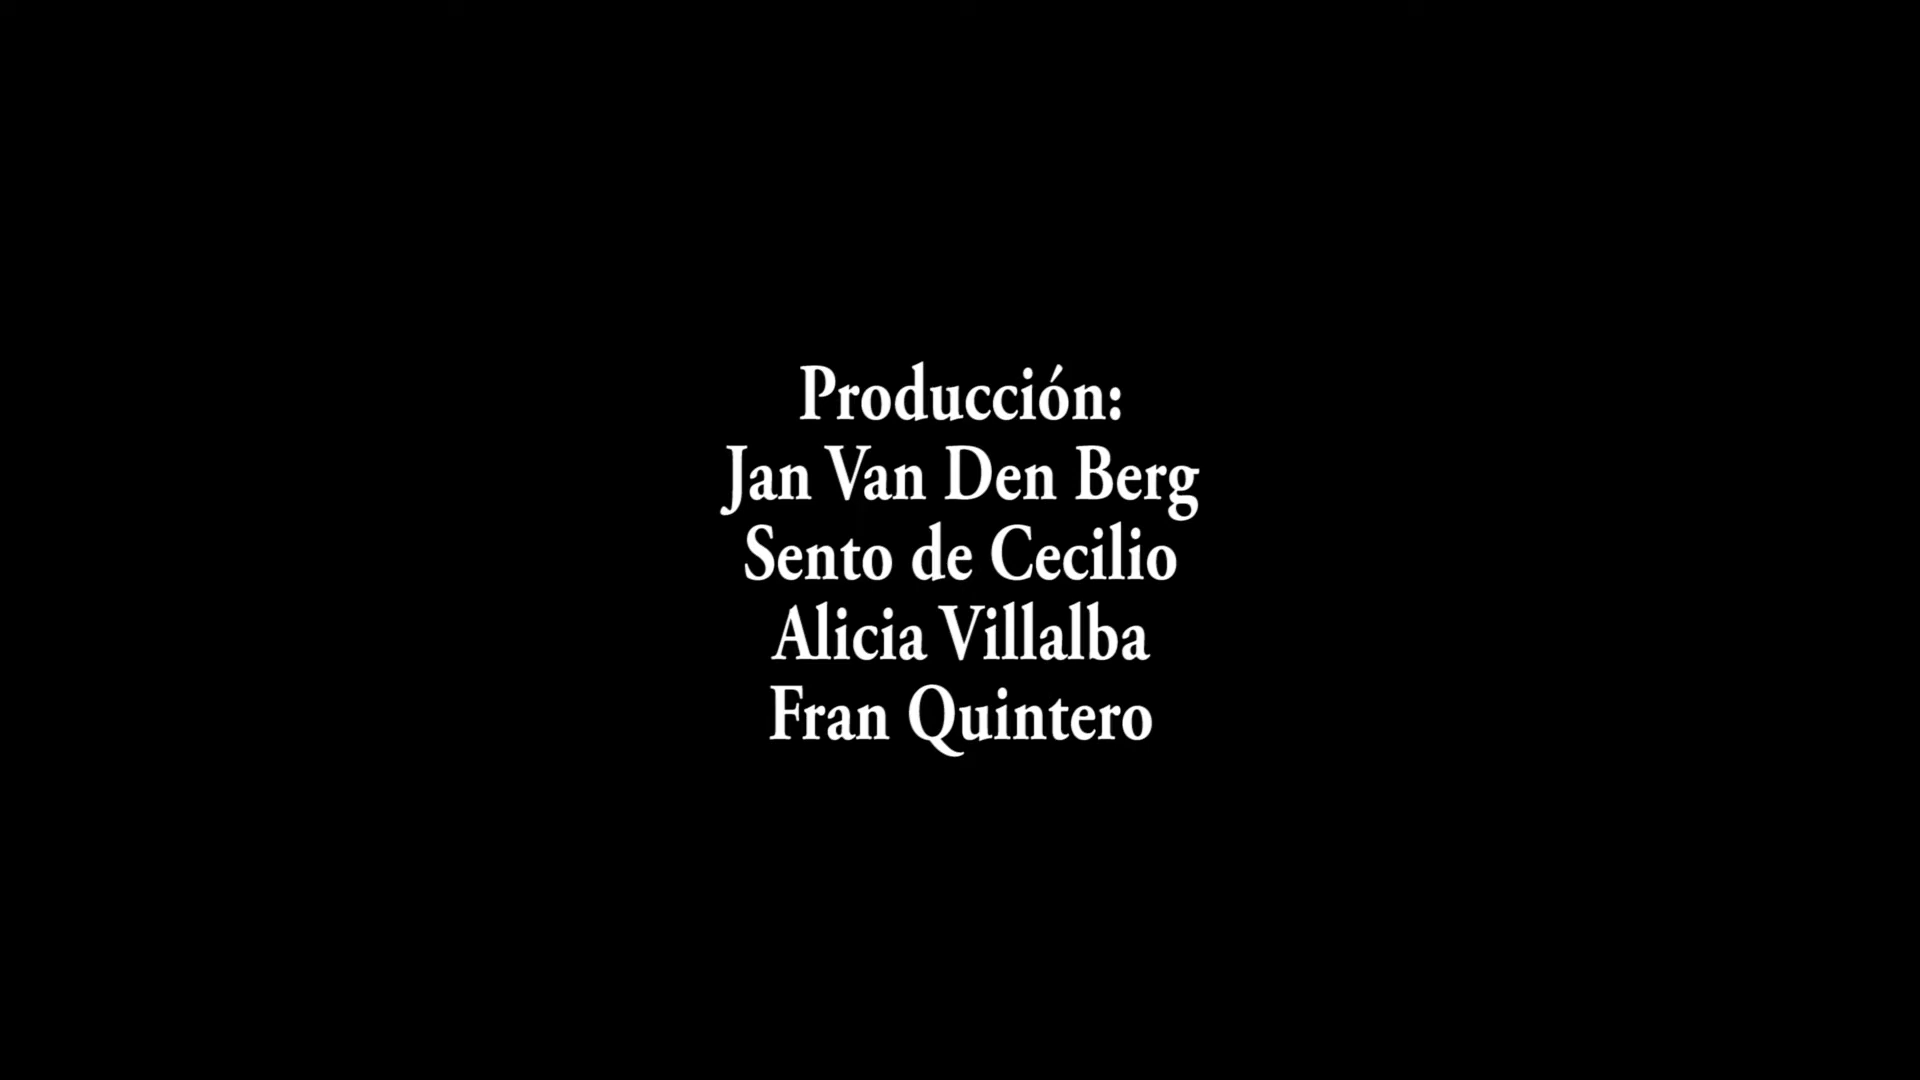 Producción:
Jan Van Den Berg
Sento de Cecilio
Alicia Villalba
Fran Quintero